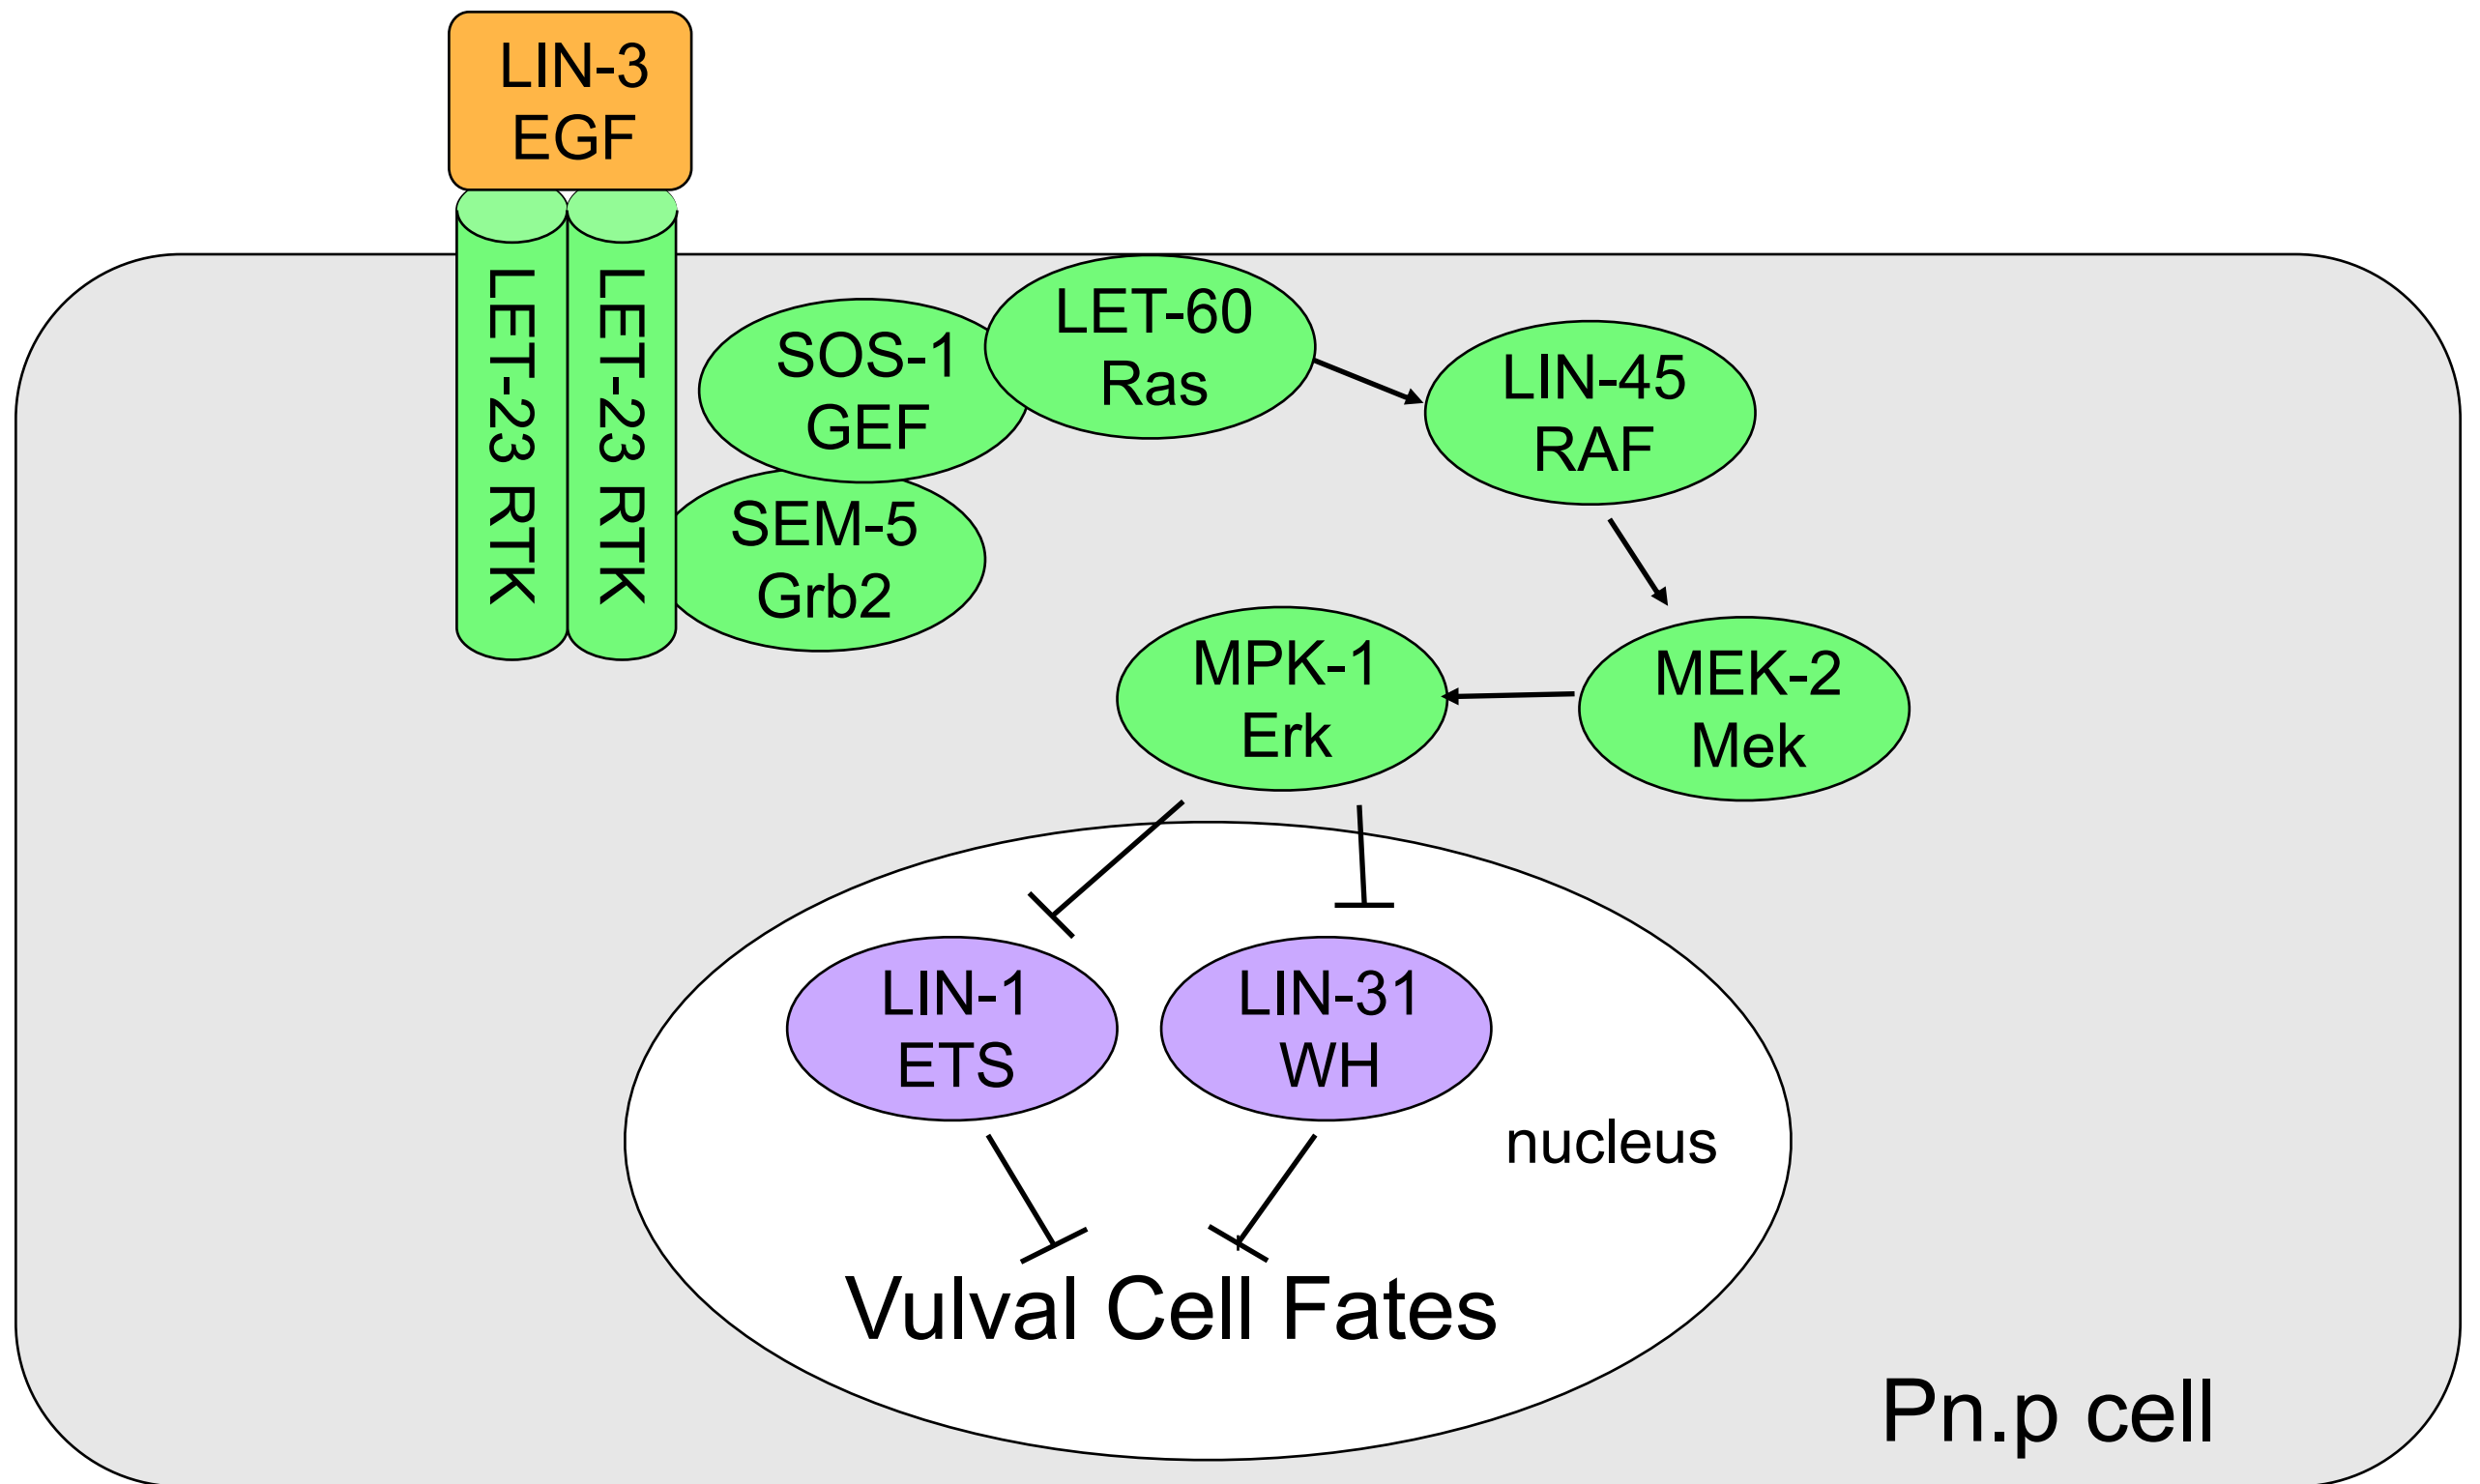 LIN-3
EGF
LET-23 RTK
LET-23 RTK
SOS-1
GEF
LET-60
Ras
LIN-45
RAF
SEM-5
Grb2
MPK-1
Erk
MEK-2
Mek
LIN-1
ETS
LIN-31
WH
nucleus
Vulval Cell Fates
Pn.p cell